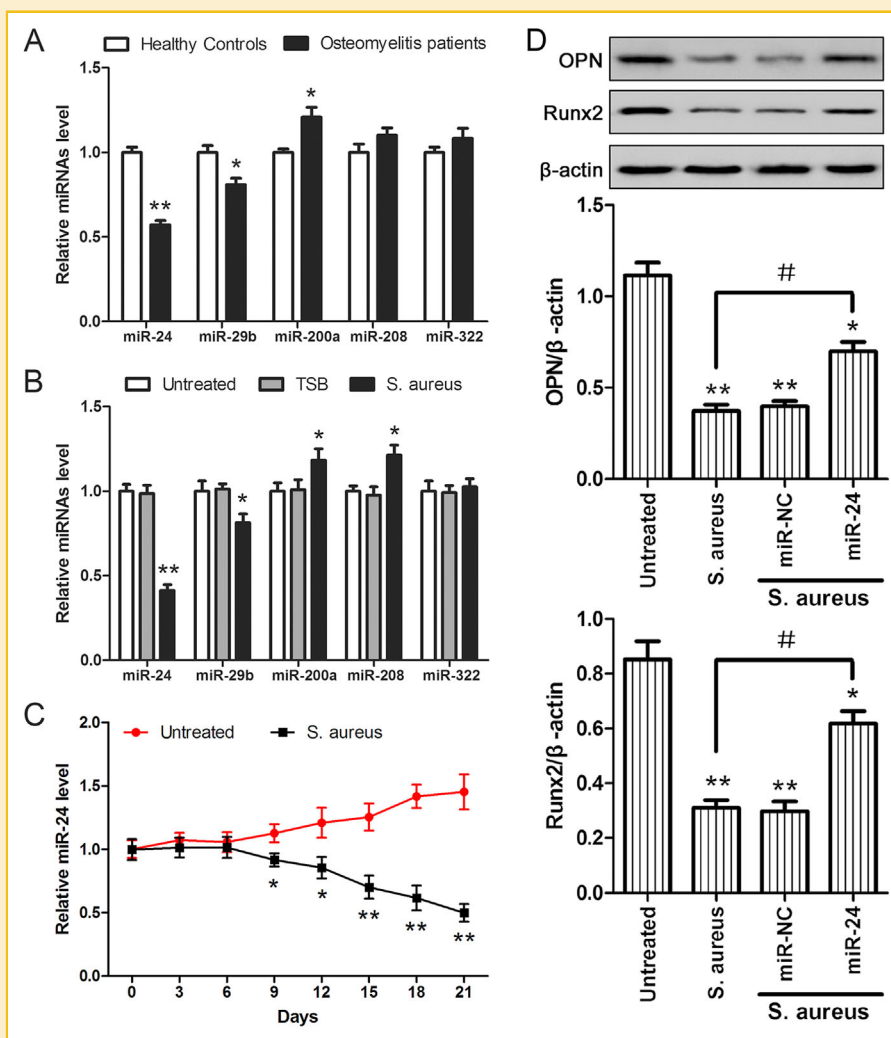 A
Healthy Controls Osteomyelitis patients
Relative miRNAs level
1.5
1.0
0.5
0.0
** * *
miR-24 miR-29b miR-200a miR-208 miR-322
B
Untreated TSB S. aureus
Relative miRNAs level
1.5
1.0
0.5
0.0
** * * *
miR-24 miR-29b miR-200a miR-208 miR-322
C
Untreated S. aureus
Relative miR-24 level
2.0
1.5
1.0
0.5
0.0
* * ** ** **
0 3 6 9 12 15 18 21
Days
D
OPN
Runx2
β-actin
OPN/β -actin
1.5
1.0
0.5
0.0
#
** ** *
Untreated S. aureus miR-NC miR-24
S. aureus
Runx2/β -actin
1.0
0.8
0.6
0.4
0.2
0.0
#
** ** *
Untreated S. aureus miR-NC miR-24
S. aureus